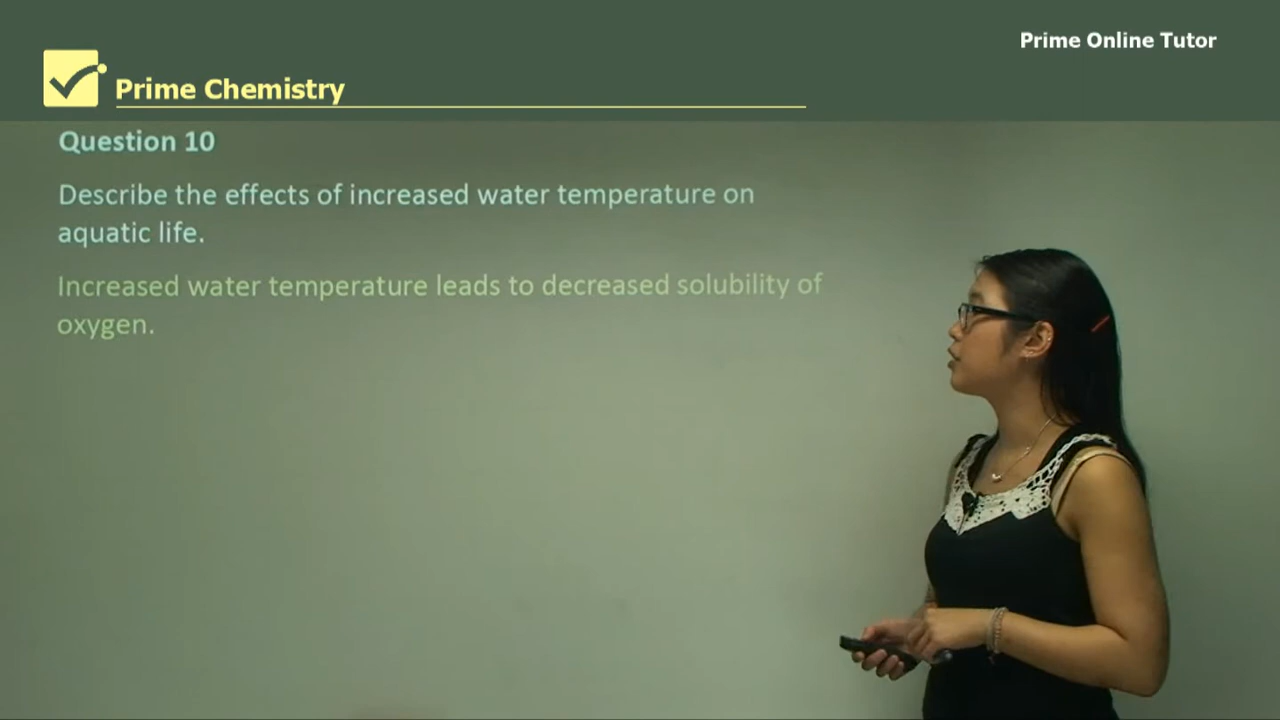 Prime Online Tutor
Prime Chemistry
Question 10
Describe the effects of increased water temperature on
aquatic life.
Increased water temperature leads to decreased solubility of
oxygen.